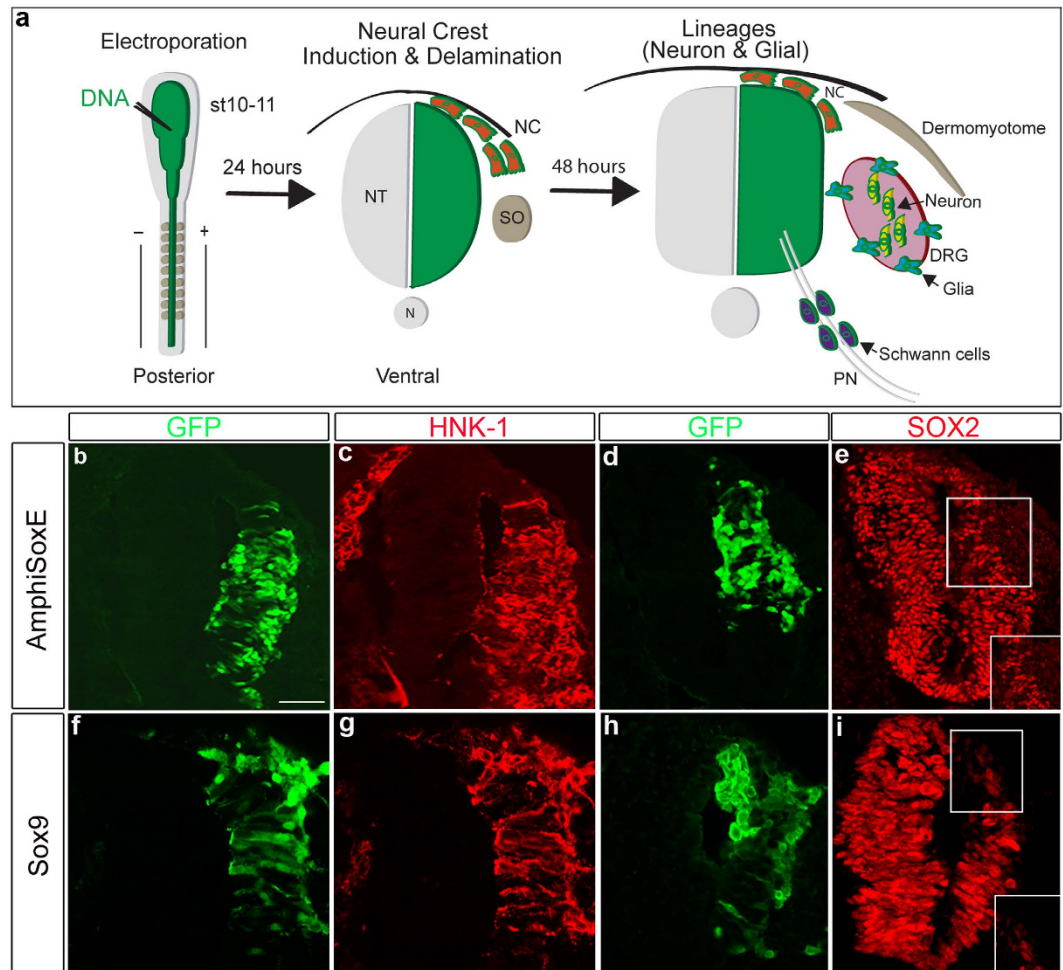 a
Electroporation
DNA
st10-11
–
+
Posterior
24 hours
Neural Crest
Induction & Delamination
NC
NT
SO
N
Ventral
48 hours
Lineages
(Neuron & Glial)
NC
Dermomyotome
Neuron
DRG
Glia
Schwann cells
PN
GFP
HNK-1
GFP
SOX2
AmphiSoxE
b
c
d
e
Sox9
f
g
h
i